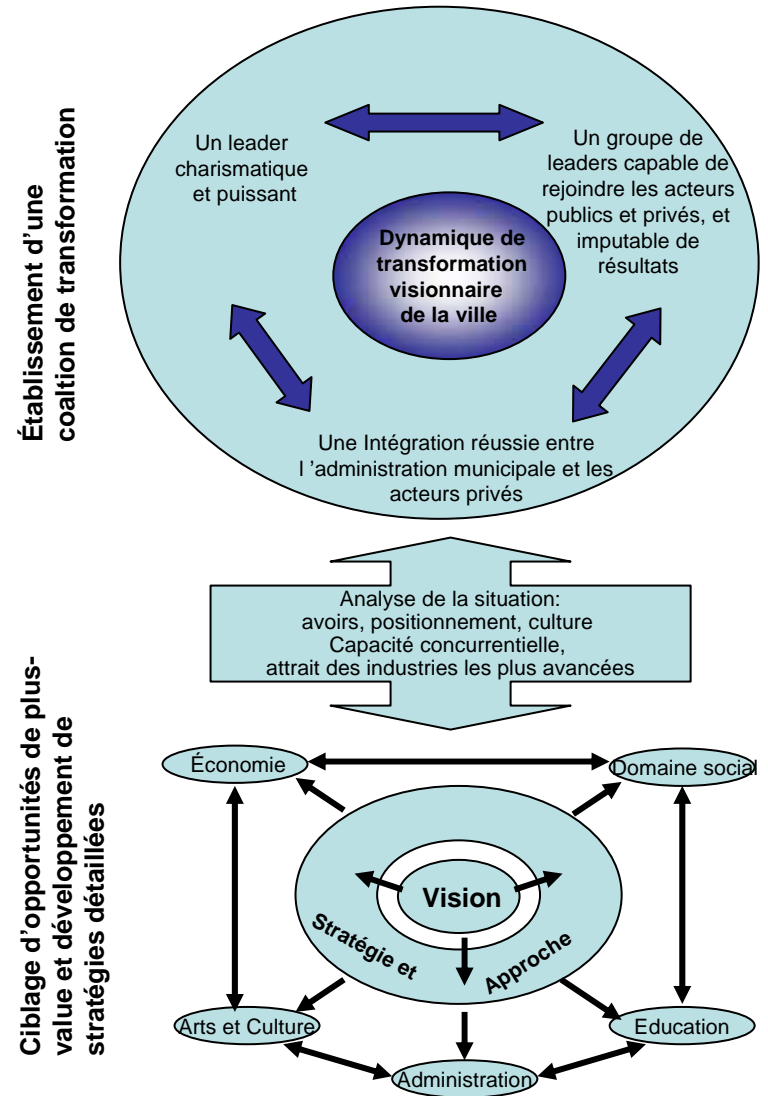 Établissement d'une
coaltion de transformation
Un leader
charismatique
et puissant
Un groupe de
leaders capable de
rejoindre les acteurs
publics et privés, et
imputable de
résultats
Dynamique de
transformation
visionnaire
de la ville
Une Intégration réussie entre
l 'administration municipale et les
acteurs privés
Analyse de la situation:
avoirs, positionnement, culture
Capacité concurrentielle,
attrait des industries les plus avancées
Ciblage d'opportunités de plus-
value et développement de
stratégies détaillées
Économie
Domaine social
Vision
Stratégie et
Approche
Arts et Culture
Education
Administration